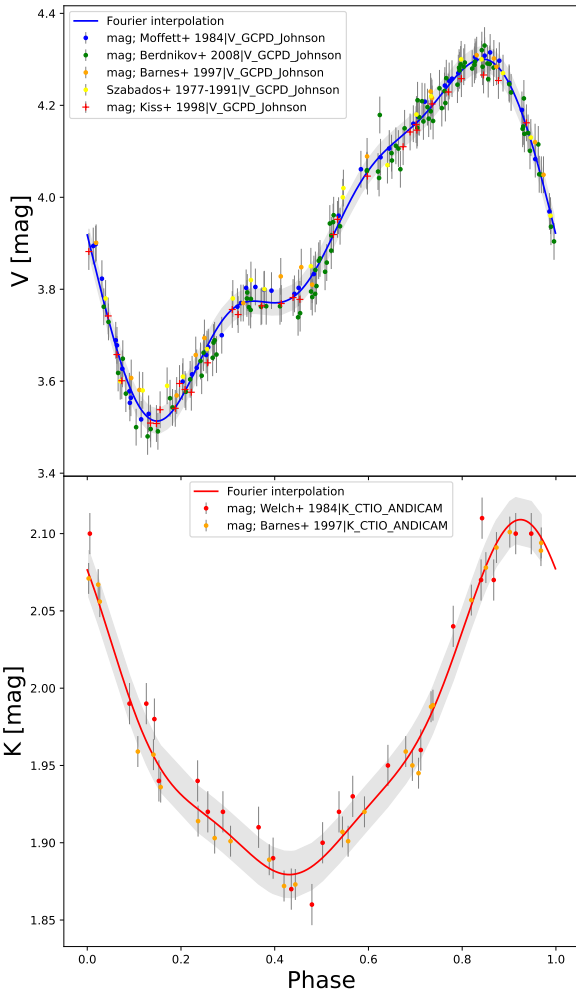 4.4
Fourier interpolation
mag; Moffett+ 1984|V_GCPD_Johnson
mag; Berdnikov+ 2008|V_GCPD_Johnson
mag; Barnes+ 1997|V_GCPD_Johnson
Szabados+ 1977-1991|V_GCPD_Johnson
mag; Kiss+ 1998|V_GCPD_Johnson
4.2
4.0
V [mag]
3.8
3.6
3.4
Fourier interpolation
mag; Welch+ 1984|K_CTIO_ANDICAM
mag; Barnes+ 1997|K_CTIO_ANDICAM
2.10
2.05
2.00
K [mag]
1.95
1.90
1.85
0.0 0.2 0.4 0.6 0.8 1.0
Phase